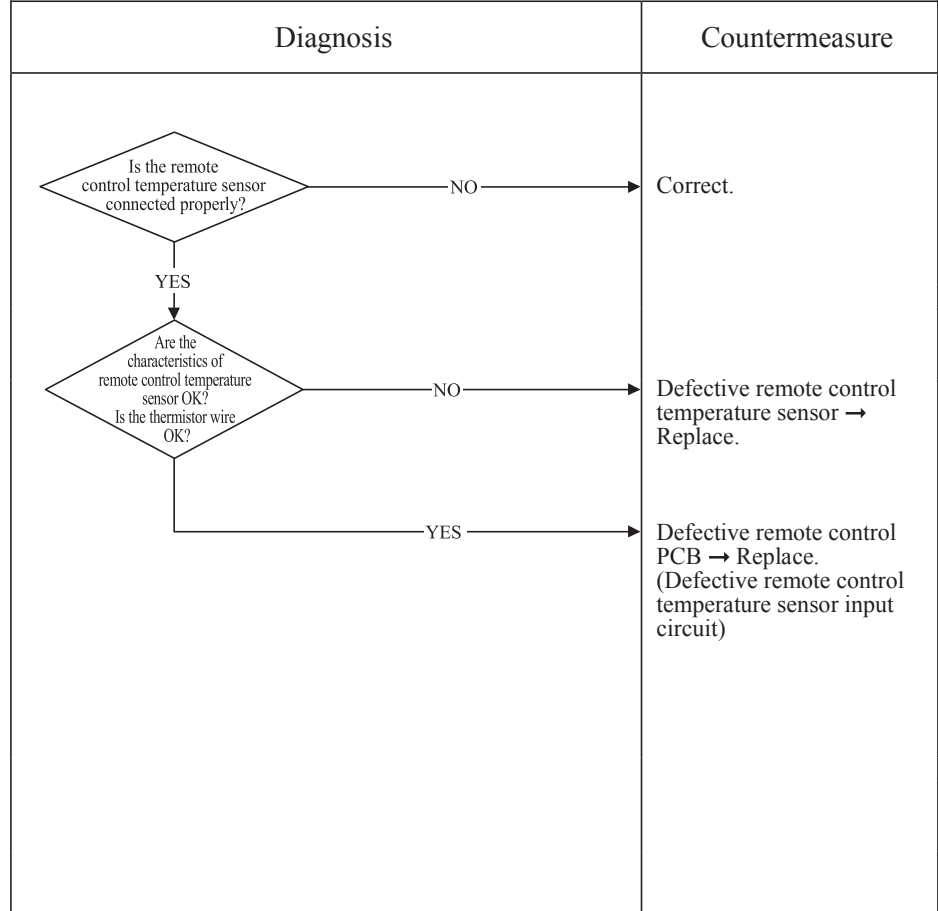 Diagnosis
Countermeasure
Is the remote
control temperature sensor
connected properly?
NO
Correct.
YES
Are the
characteristics of
remote control temperature
sensor OK?
Is the thermistor wire
OK?
NO
Defective remote control
temperature sensor ➞
Replace.
YES
Defective remote control
PCB ➞ Replace.
(Defective remote control
temperature sensor input
circuit)